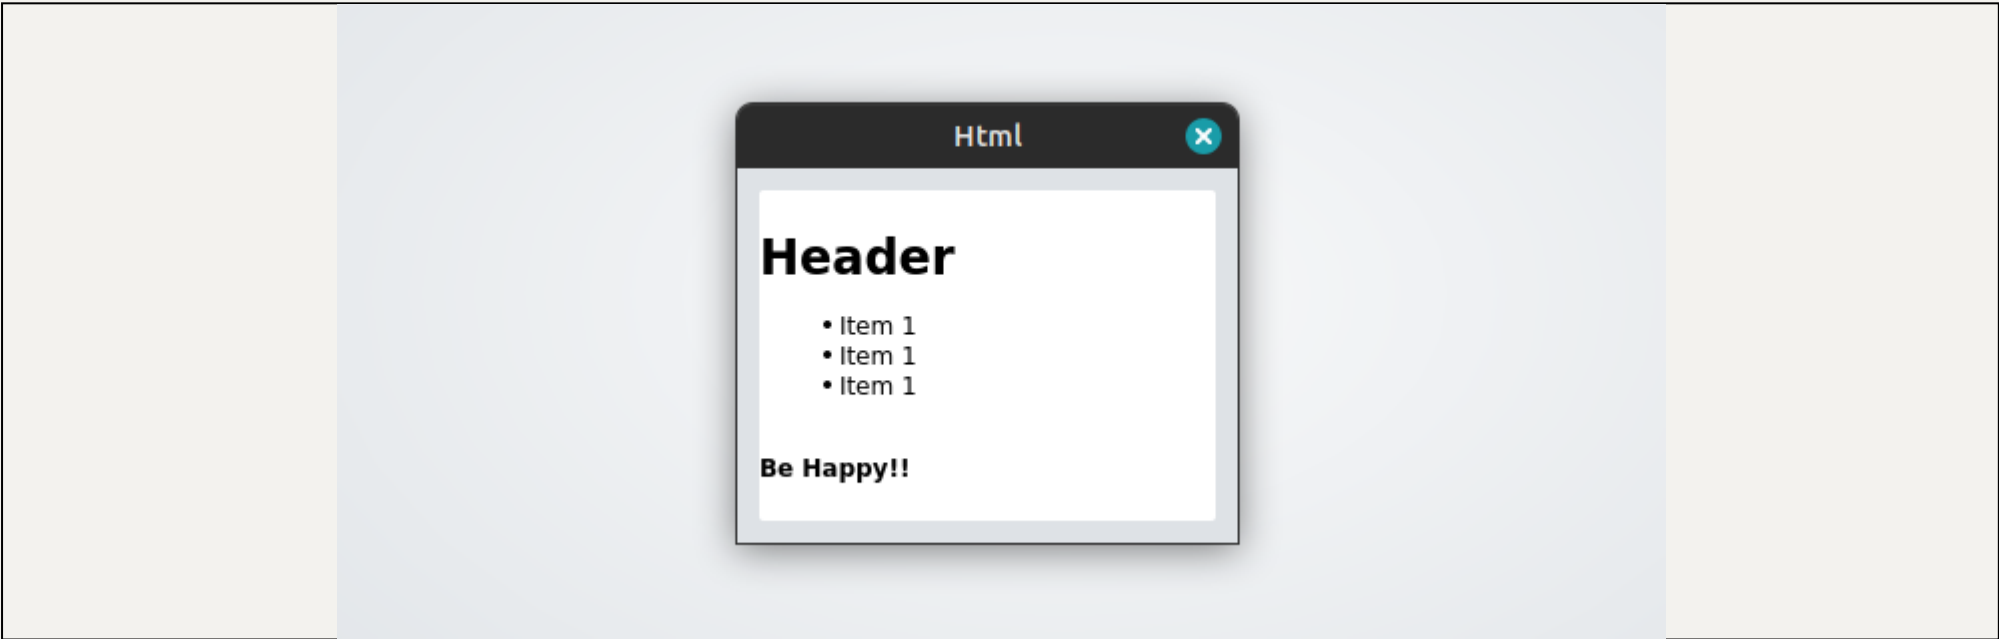 Html
Header
• Item 1
• Item 1
• Item 1
Be Happy!!